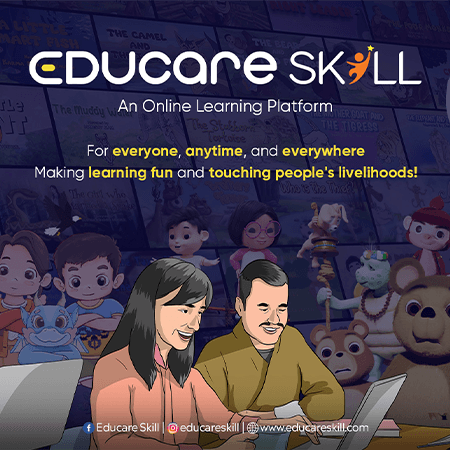 EDUCARE SKILL
An Online Learning Platform
For everyone, anytime, and everywhere
Making learning fun and touching people's livelihoods!
Educare Skill | educareskill | www.educareskill.com